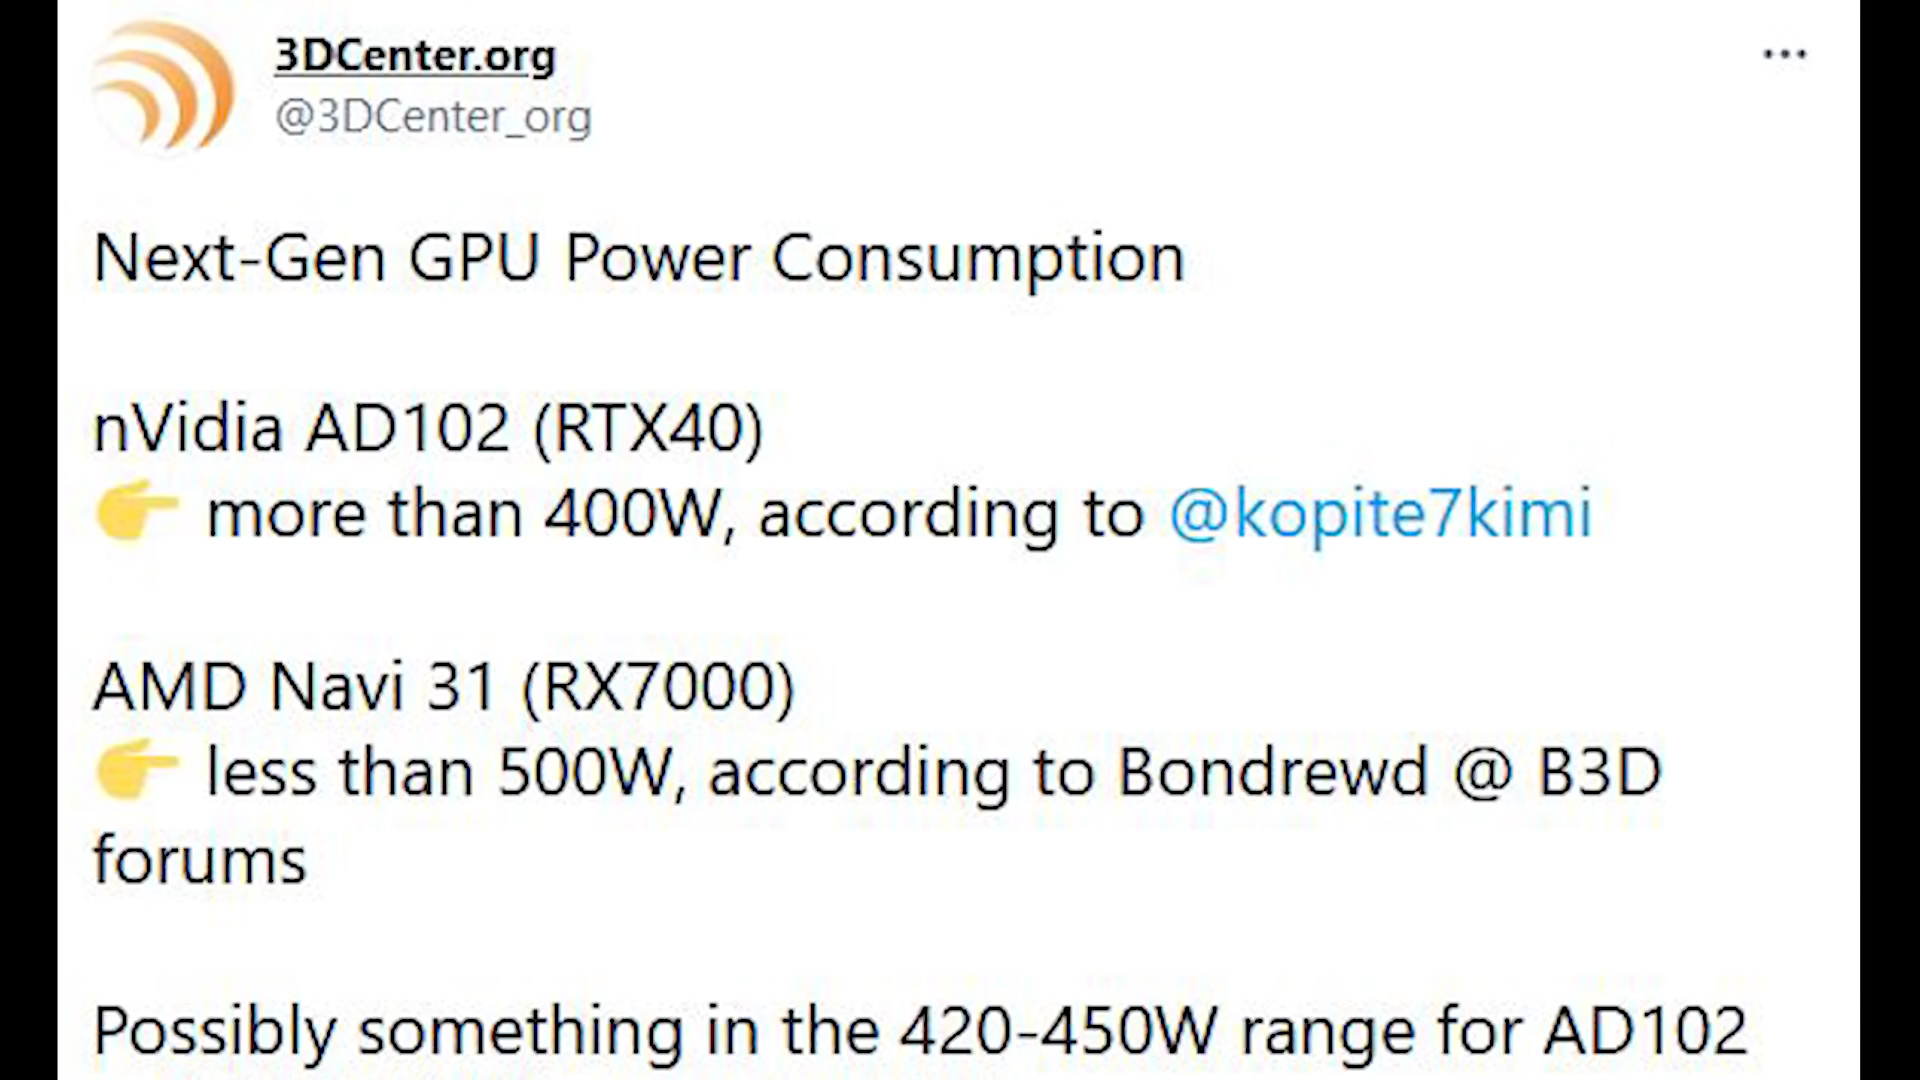 3DCenter.org
@3DCenter_org
Next-Gen GPU Power Consumption
nVidia AD102 (RTX40)
👉 more than 400W, according to @kopite7kimi
AMD Navi 31 (RX7000)
👉 less than 500W, according to Bondrewd @ B3D
forums
Possibly something in the 420-450W range for AD102